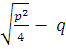 √(p²/4) − q